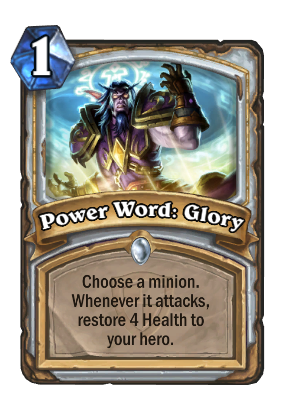 1
Power Word: Glory
Choose a minion.
Whenever it attacks,
restore 4 Health to
your hero.